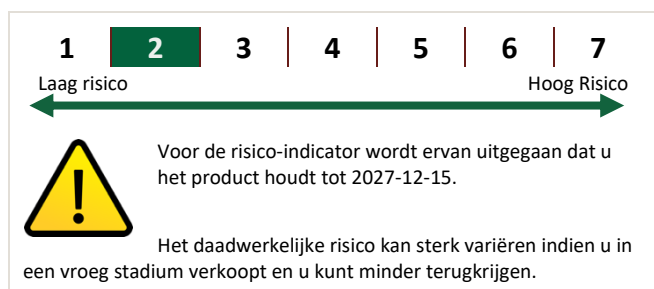 1 2 3 4 5 6 7
Laag risico Hoog Risico
Voor de risico-indicator wordt ervan uitgegaan dat u
het product houdt tot 2027-12-15.
Het daadwerkelijke risico kan sterk variëren indien u in
een vroeg stadium verkoopt en u kunt minder terugkrijgen.